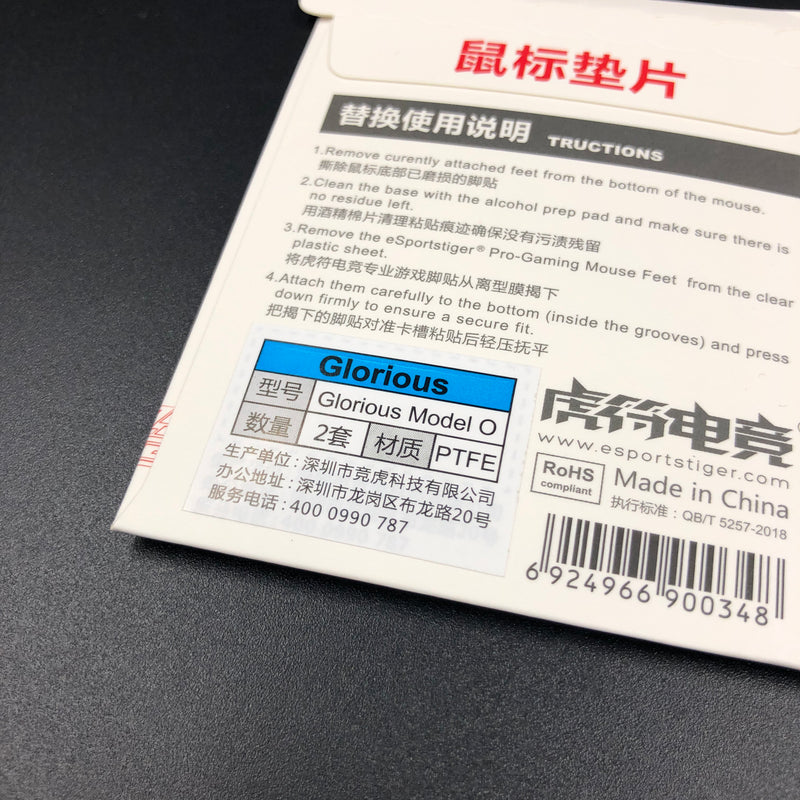 鼠标垫片
替换使用说明 TRUCTIONS
1.Remove curently attached feet from the bottom of the mouse.
撕除鼠标底部已磨损的脚贴
2.Clean the base with the alcohol prep pad and make sure there is
no residue left.
用酒精棉片清理粘贴痕迹确保没有污渍残留
3.Remove the eSportstiger® Pro-Gaming Mouse Feet from the clear
plastic sheet.
将虎符电竞专业游戏脚贴从离型膜揭下
4.Attach them carefully to the bottom (inside the grooves) and press
down firmly to ensure a secure fit.
把揭下的脚贴对准卡槽粘贴后轻压抚平
Glorious
型号 Glorious Model O
数量 2套 材质 PTFE
生产单位:深圳市竞虎科技有限公司
办公地址:深圳市龙岗区布龙路20号
服务电话:400 0990 787
虎符电竞
www.esportstiger.com
RoHS
compliant
Made in China
执行标准:QB/T 5257-2018
6 924966 900348